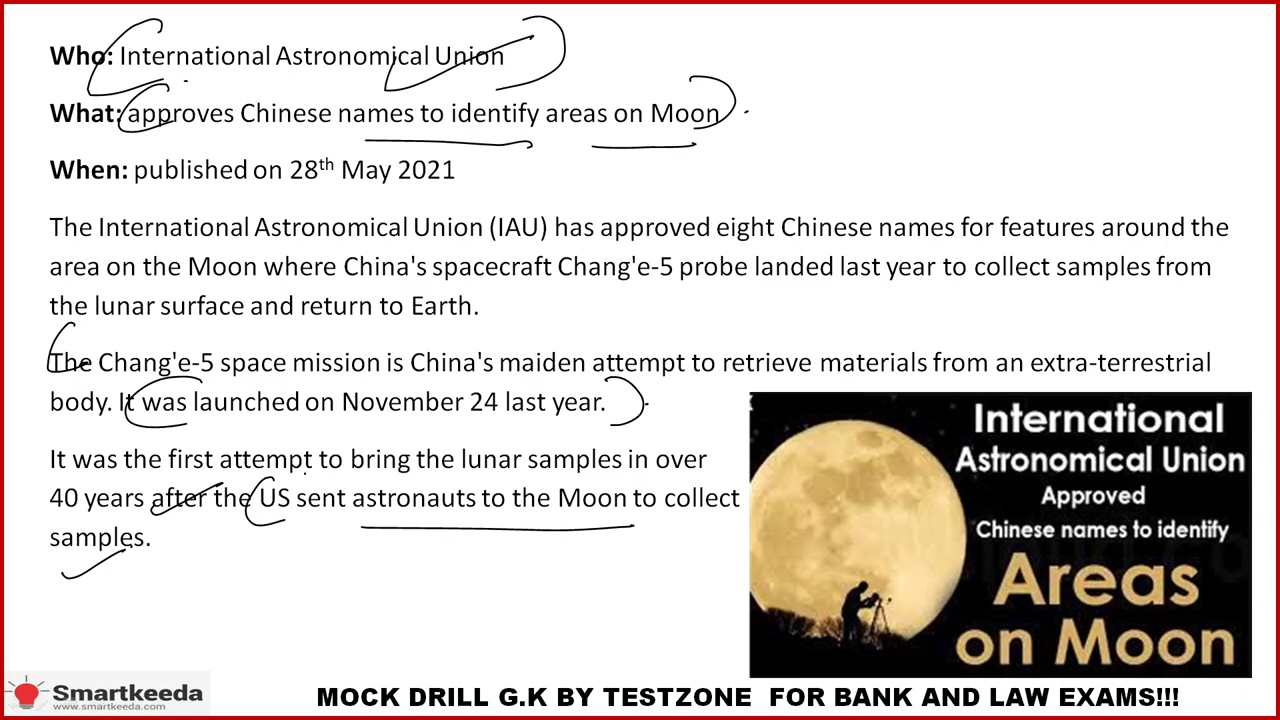 Who: International Astronomical Union
What: approves Chinese names to identify areas on Moon
When: published on 28th May 2021
The International Astronomical Union (IAU) has approved eight Chinese names for features around the
area on the Moon where China's spacecraft Chang'e-5 probe landed last year to collect samples from
the lunar surface and return to Earth.
The Chang'e-5 space mission is China's maiden attempt to retrieve materials from an extra-terrestrial
body. It was launched on November 24 last year.
It was the first attempt to bring the lunar samples in over
40 years after the US sent astronauts to the Moon to collect
samples.
International
Astronomical Union
Approved
Chinese names to identify
Areas
on Moon
Smartkeeda
www.smartkeeda.com
MOCK DRILL G.K BY TESTZONE FOR BANK AND LAW EXAMS!!!